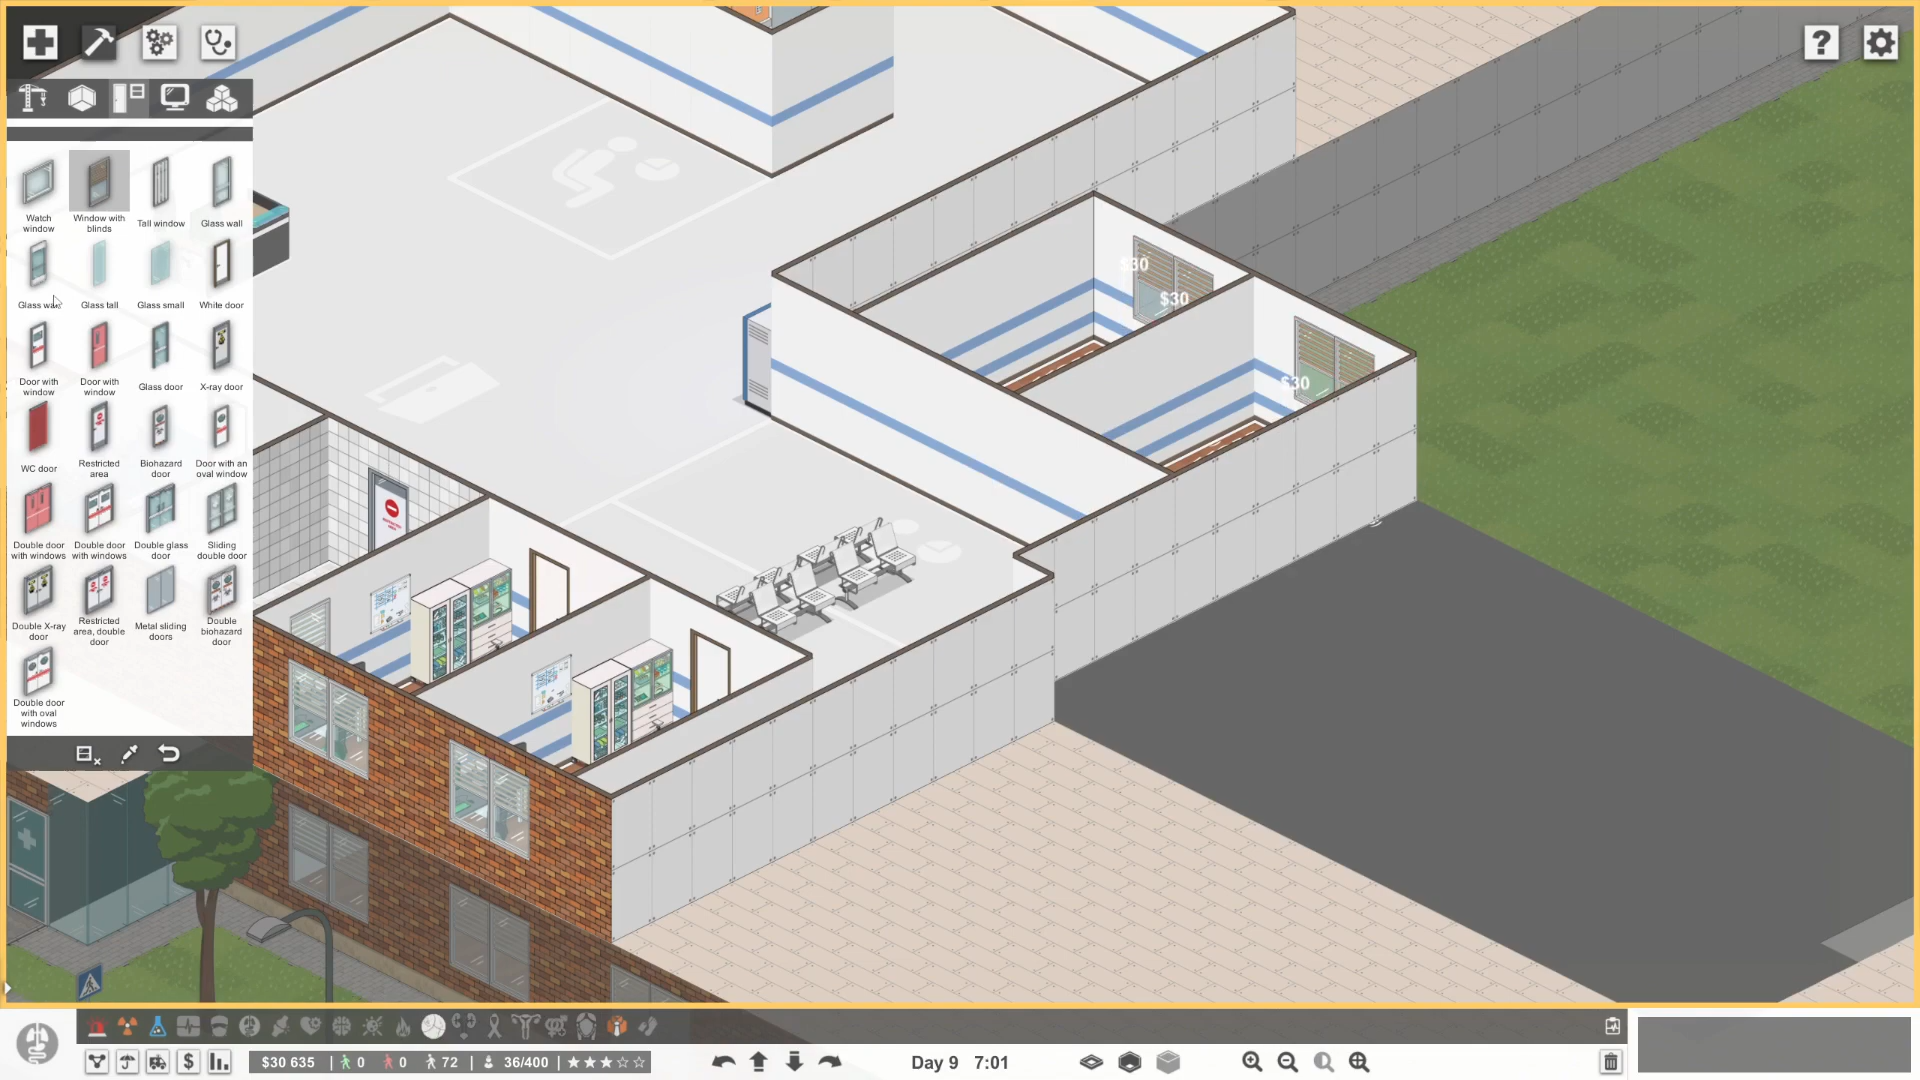 Watch window
Window with blinds
Tall window
Glass wall
Glass wall
Glass tall
Glass small
White door
Door with window
Door with window
Glass door
X-ray door
WC door
Restricted area
Biohazard door
Door with an oval window
Double door with windows
Double door with windows
Double glass door
Sliding double door
Double X-ray door
Restricted area, double door
Metal sliding doors
Double biohazard door
Double door with oval windows
$30
$30
$30
$30 635
0
0
72
36/400
Day 9 7:01